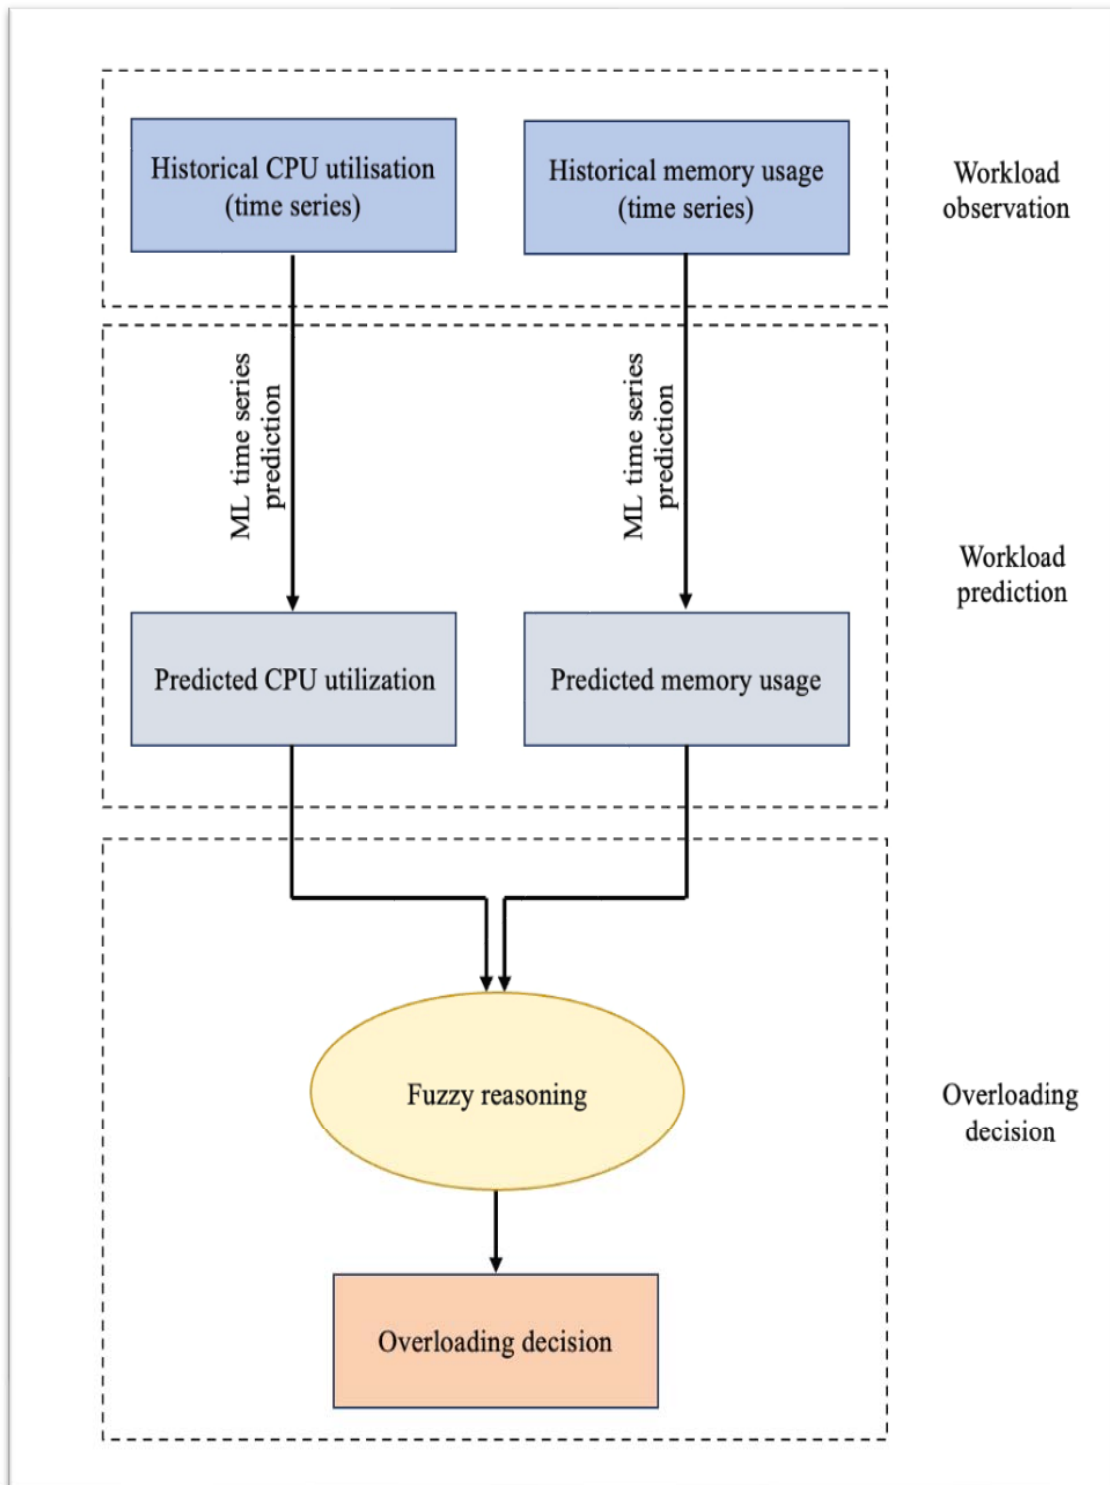 Historical CPU utilisation
(time series)
Historical memory usage
(time series)
Workload
observation
ML time series
prediction
ML time series
prediction
Workload
prediction
Predicted CPU utilization
Predicted memory usage
Fuzzy reasoning
Overloading
decision
Overloading decision